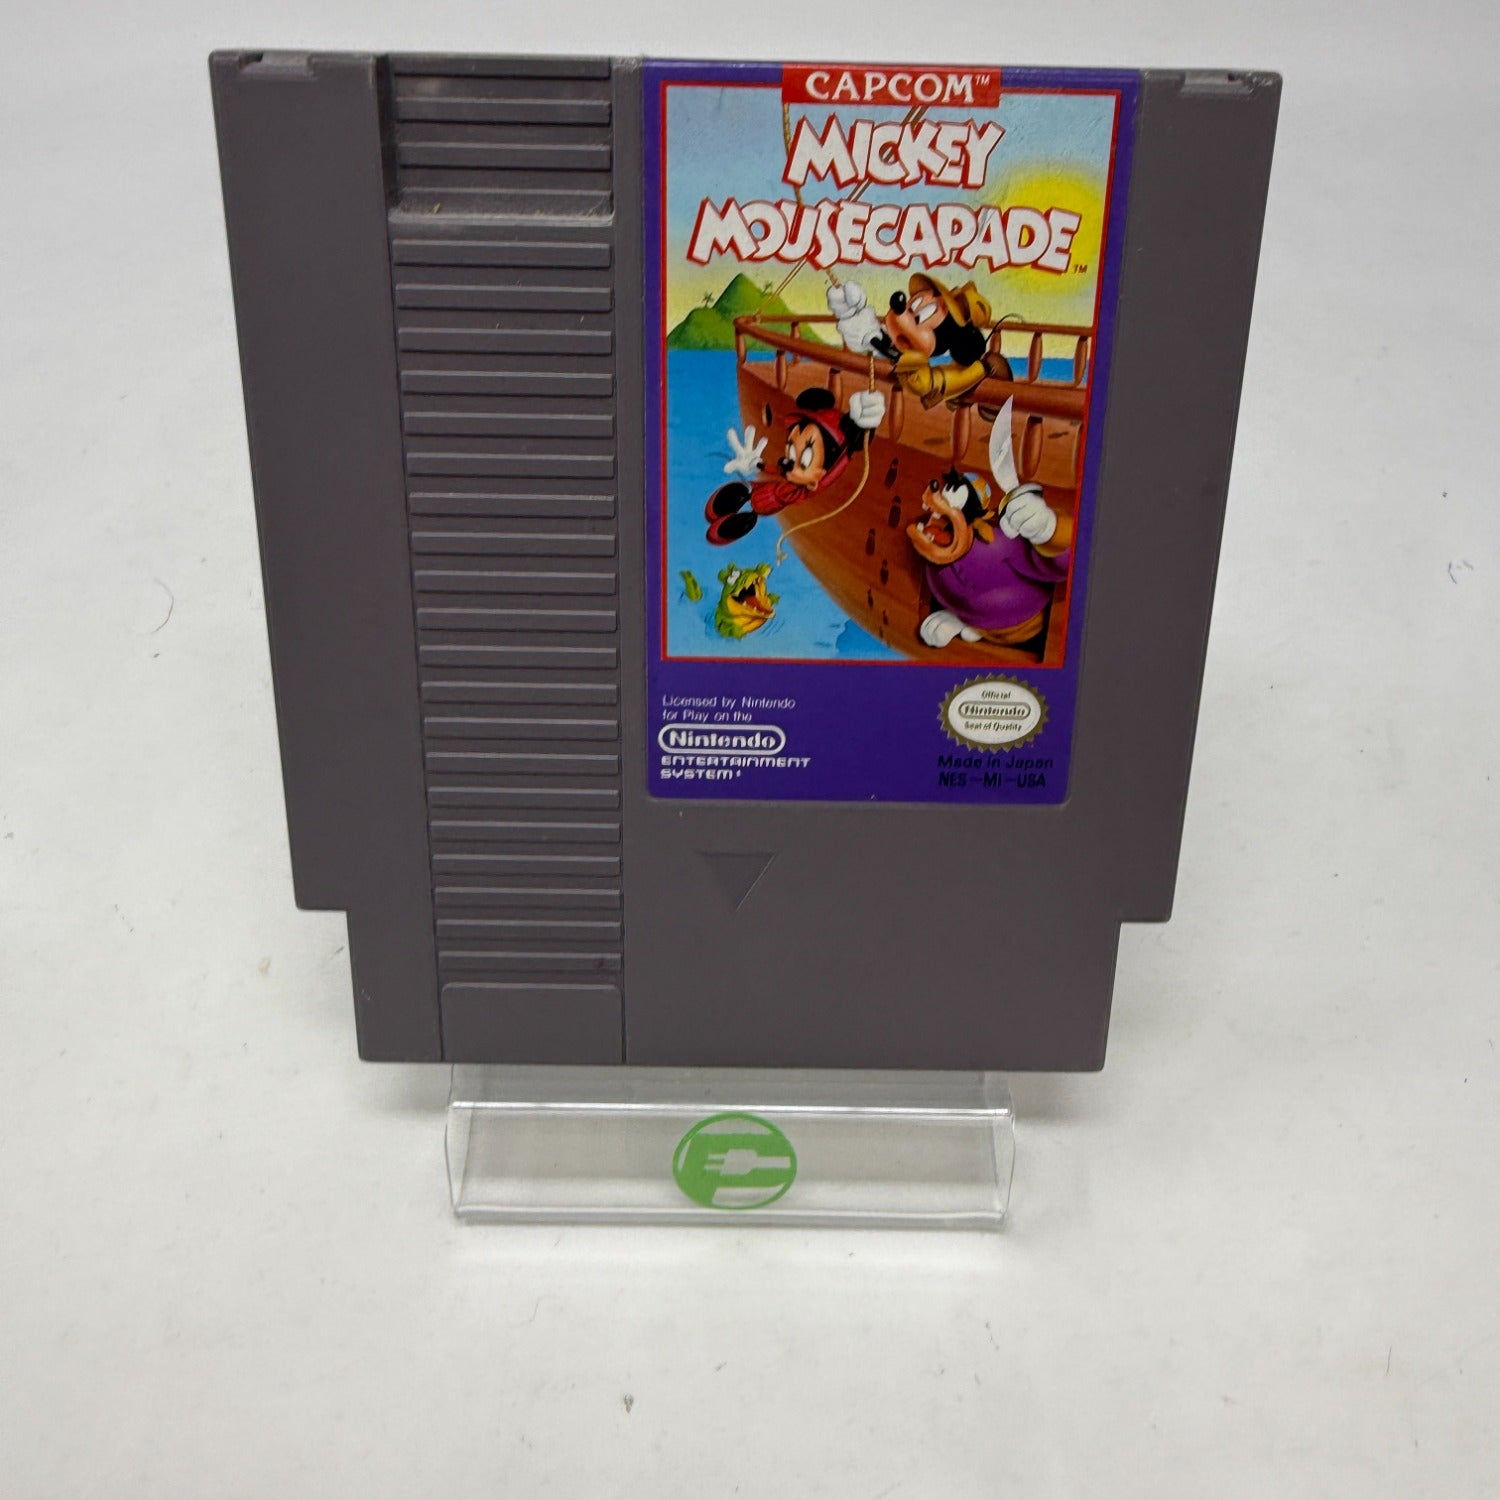 CAPCOM™
MICKEY
MOUSECAPADE™
Licensed by Nintendo
for Play on the
Nintendo
ENTERTAINMENT
SYSTEM
Official
Nintendo
Seal of Quality
Made in Japan
NES-MI-USA